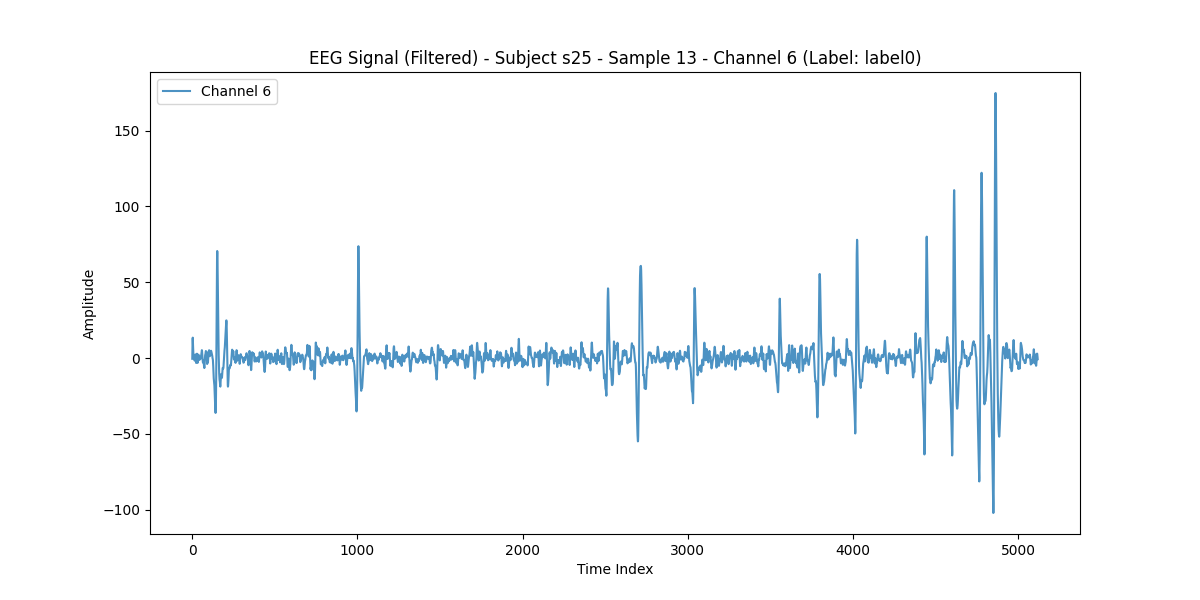 EEG Signal (Filtered) - Subject s25 - Sample 13 - Channel 6 (Label: label0)
Channel 6
150
100
50
0
−50
−100
Amplitude
0 1000 2000 3000 4000 5000
Time Index